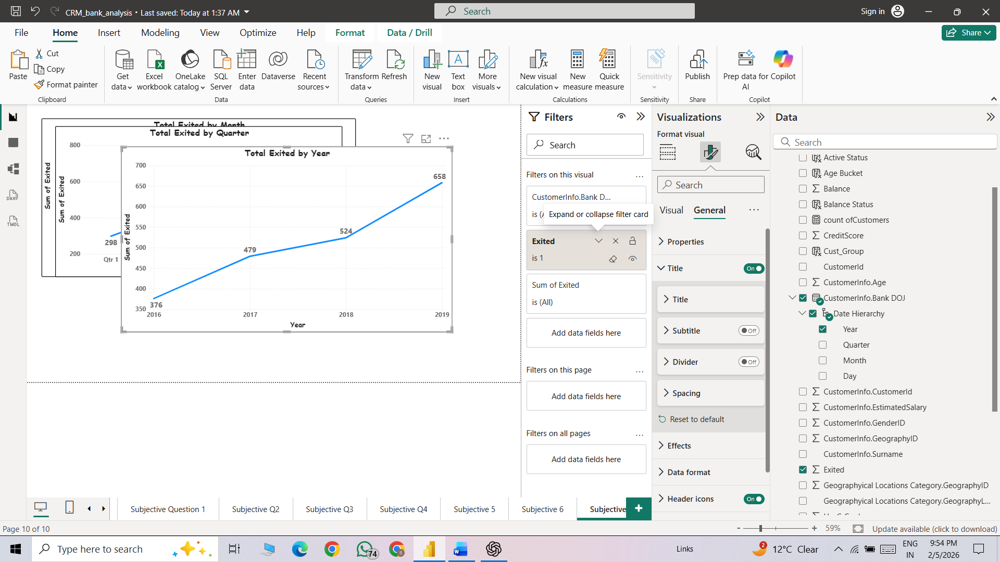 CRM_bank_analysis • Last saved: Today at 1:37 AM
Search
Sign in
File
Home
Insert
Modeling
View
Optimize
Help
Format
Data / Drill
Share
Paste
Cut
Copy
Format painter
Clipboard
Get data
Excel workbook
OneLake catalog
SQL Server
Enter data
Dataverse
Recent sources
Data
Transform data
Refresh
Queries
New visual
Text box
More visuals
Insert
New visual calculation
New measure
Quick measure
Calculations
Sensitivity
Sensitivity
Publish
Share
Prep data for AI
Copilot
Copilot
DAX
TMDL
Total Exited by Month
Sum of Exited
Total Exited by Quarter
Sum of Exited
800
600
400
200
298
Qtr 1
Total Exited by Year
Sum of Exited
700
650
600
550
500
450
400
350
376
479
524
658
2016
2017
2018
2019
Year
Filters
Search
Filters on this visual
CustomerInfo.Bank D...
is (A
Expand or collapse filter card
Exited
is 1
Sum of Exited
is (All)
Add data fields here
Filters on this page
Add data fields here
Filters on all pages
Add data fields here
Visualizations
Format visual
Search
Visual
General
Properties
Title
On
Title
Subtitle
Off
Divider
Off
Spacing
Reset to default
Effects
Data format
Header icons
On
Data
Search
Active Status
Age Bucket
Balance
Balance Status
count ofCustomers
CreditScore
Cust_Group
CustomerId
CustomerInfo.Age
CustomerInfo.Bank DOJ
Date Hierarchy
Year
Quarter
Month
Day
CustomerInfo.CustomerId
CustomerInfo.EstimatedSalary
CustomerInfo.GenderID
CustomerInfo.GeographyID
CustomerInfo.Surname
Exited
Geographyical Locations Category.GeographyID
Geographyical Locations Category.GeographyL...
Subjective Question 1
Subjective Q2
Subjective Q3
Subjective Q4
Subjective 5
Subjective 6
Subjective
Page 10 of 10
59%
Update available (click to download)
Type here to search
74
Links
2
12°C Clear
ENG
IN
9:54 PM
2/5/2026